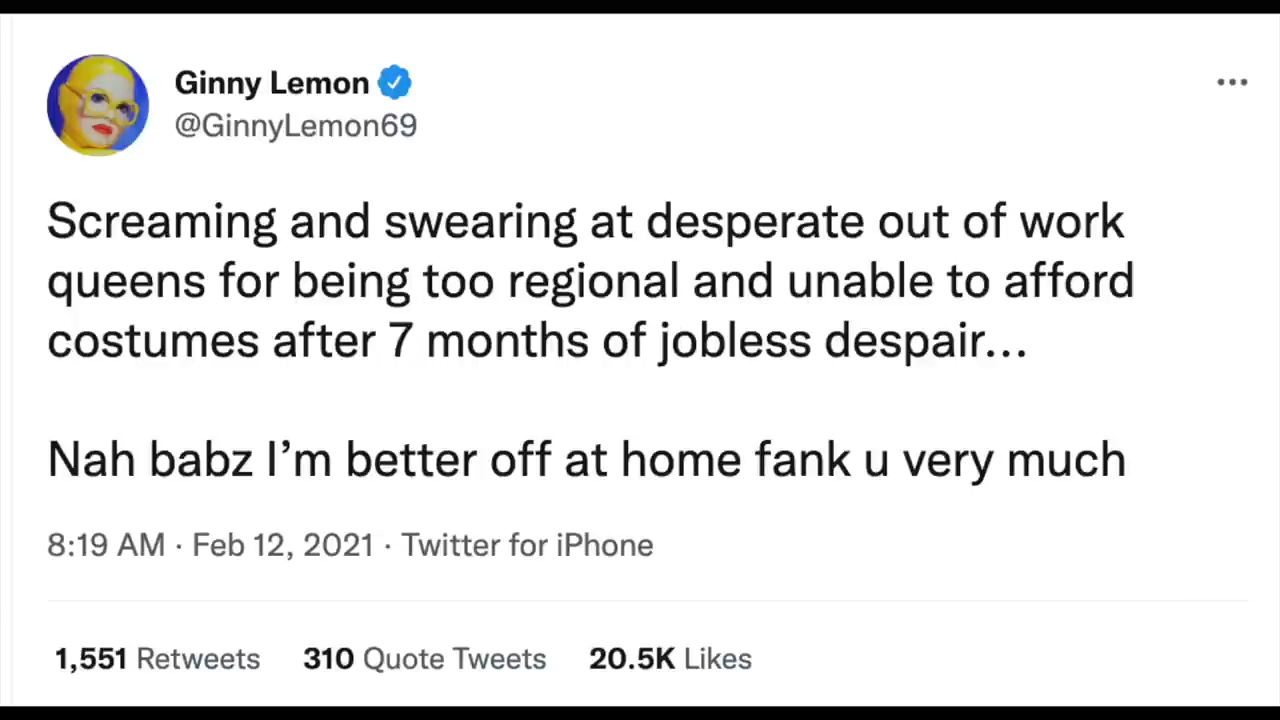 Ginny Lemon
@GinnyLemon69
Screaming and swearing at desperate out of work
queens for being too regional and unable to afford
costumes after 7 months of jobless despair...
Nah babz I’m better off at home fank u very much
8:19 AM · Feb 12, 2021 · Twitter for iPhone
1,551 Retweets 310 Quote Tweets 20.5K Likes